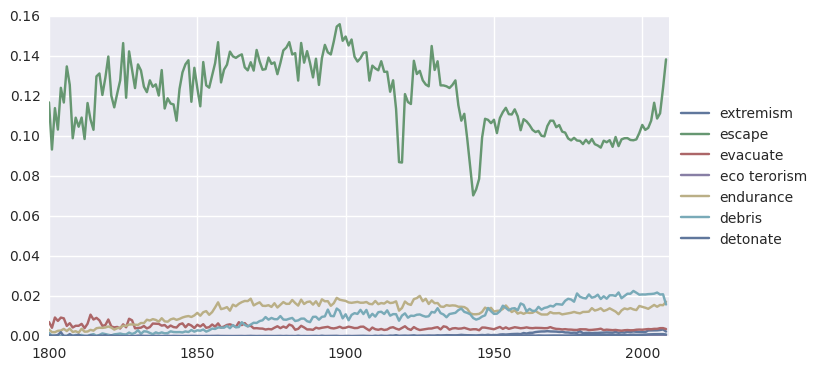 0.16
0.14
0.12
0.10
0.08
0.06
0.04
0.02
0.00
1800
1850
1900
1950
2000
extremism
escape
evacuate
eco terorism
endurance
debris
detonate